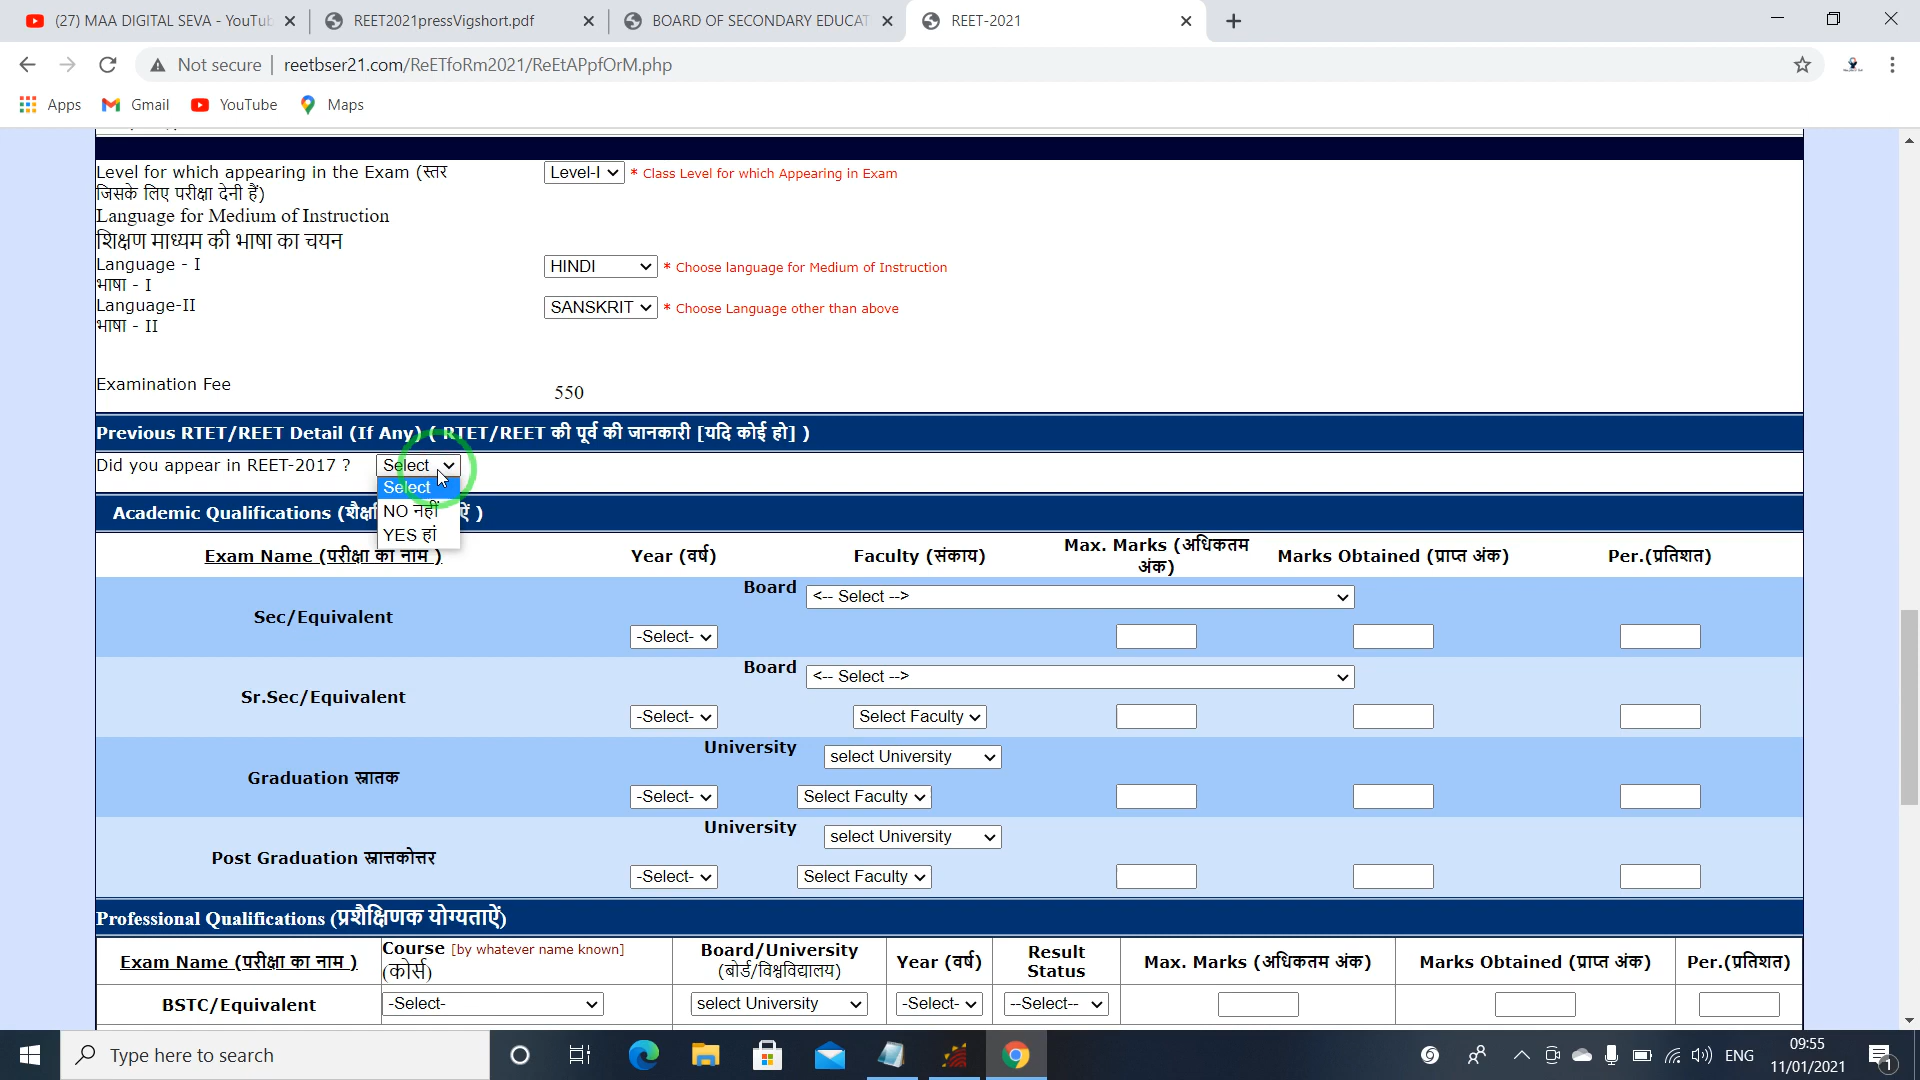 (27) MAA DIGITAL SEVA - YouTub
REET2021pressVigshort.pdf
BOARD OF SECONDARY EDUCAT
REET-2021
Not secure
reetbser21.com/ReETfoRm2021/ReEtAPpfOrM.php
Apps
Gmail
YouTube
Maps
Level for which appearing in the Exam (स्तर
जिसके लिए परीक्षा देनी हैं)
Level-I
* Class Level for which Appearing in Exam
Language for Medium of Instruction
शिक्षण माध्यम की भाषा का चयन
Language - I
भाषा - I
HINDI
* Choose language for Medium of Instruction
Language-II
भाषा - II
SANSKRIT
* Choose Language other than above
Examination Fee
550
Previous RTET/REET Detail (If Any) ( RTET/REET की पूर्व की जानकारी [यदि कोई हो] )
Did you appear in REET-2017 ?
Select
Select
NO नहीं
YES हां
Academic Qualifications
Exam Name (परीक्षा का नाम )
Year (वर्ष)
Faculty (संकाय)
Max. Marks (अधिकतम
अंक)
Marks Obtained (प्राप्त अंक)
Per.(प्रतिशत)
Sec/Equivalent
Board
<-- Select -->
-Select-
Sr.Sec/Equivalent
Board
<-- Select -->
-Select-
Select Faculty
Graduation स्नातक
University
select University
-Select-
Select Faculty
Post Graduation स्नात्तकोत्तर
University
select University
-Select-
Select Faculty
Professional Qualifications (प्रशैक्षिणक योग्यताऐं)
Exam Name (परीक्षा का नाम )
Course [by whatever name known]
(कोर्स)
Board/University
(बोर्ड/विश्वविद्यालय)
Year (वर्ष)
Result
Status
Max. Marks (अधिकतम अंक)
Marks Obtained (प्राप्त अंक)
Per.(प्रतिशत)
BSTC/Equivalent
-Select-
select University
-Select-
--Select--
Type here to search
ENG
09:55
11/01/2021
1